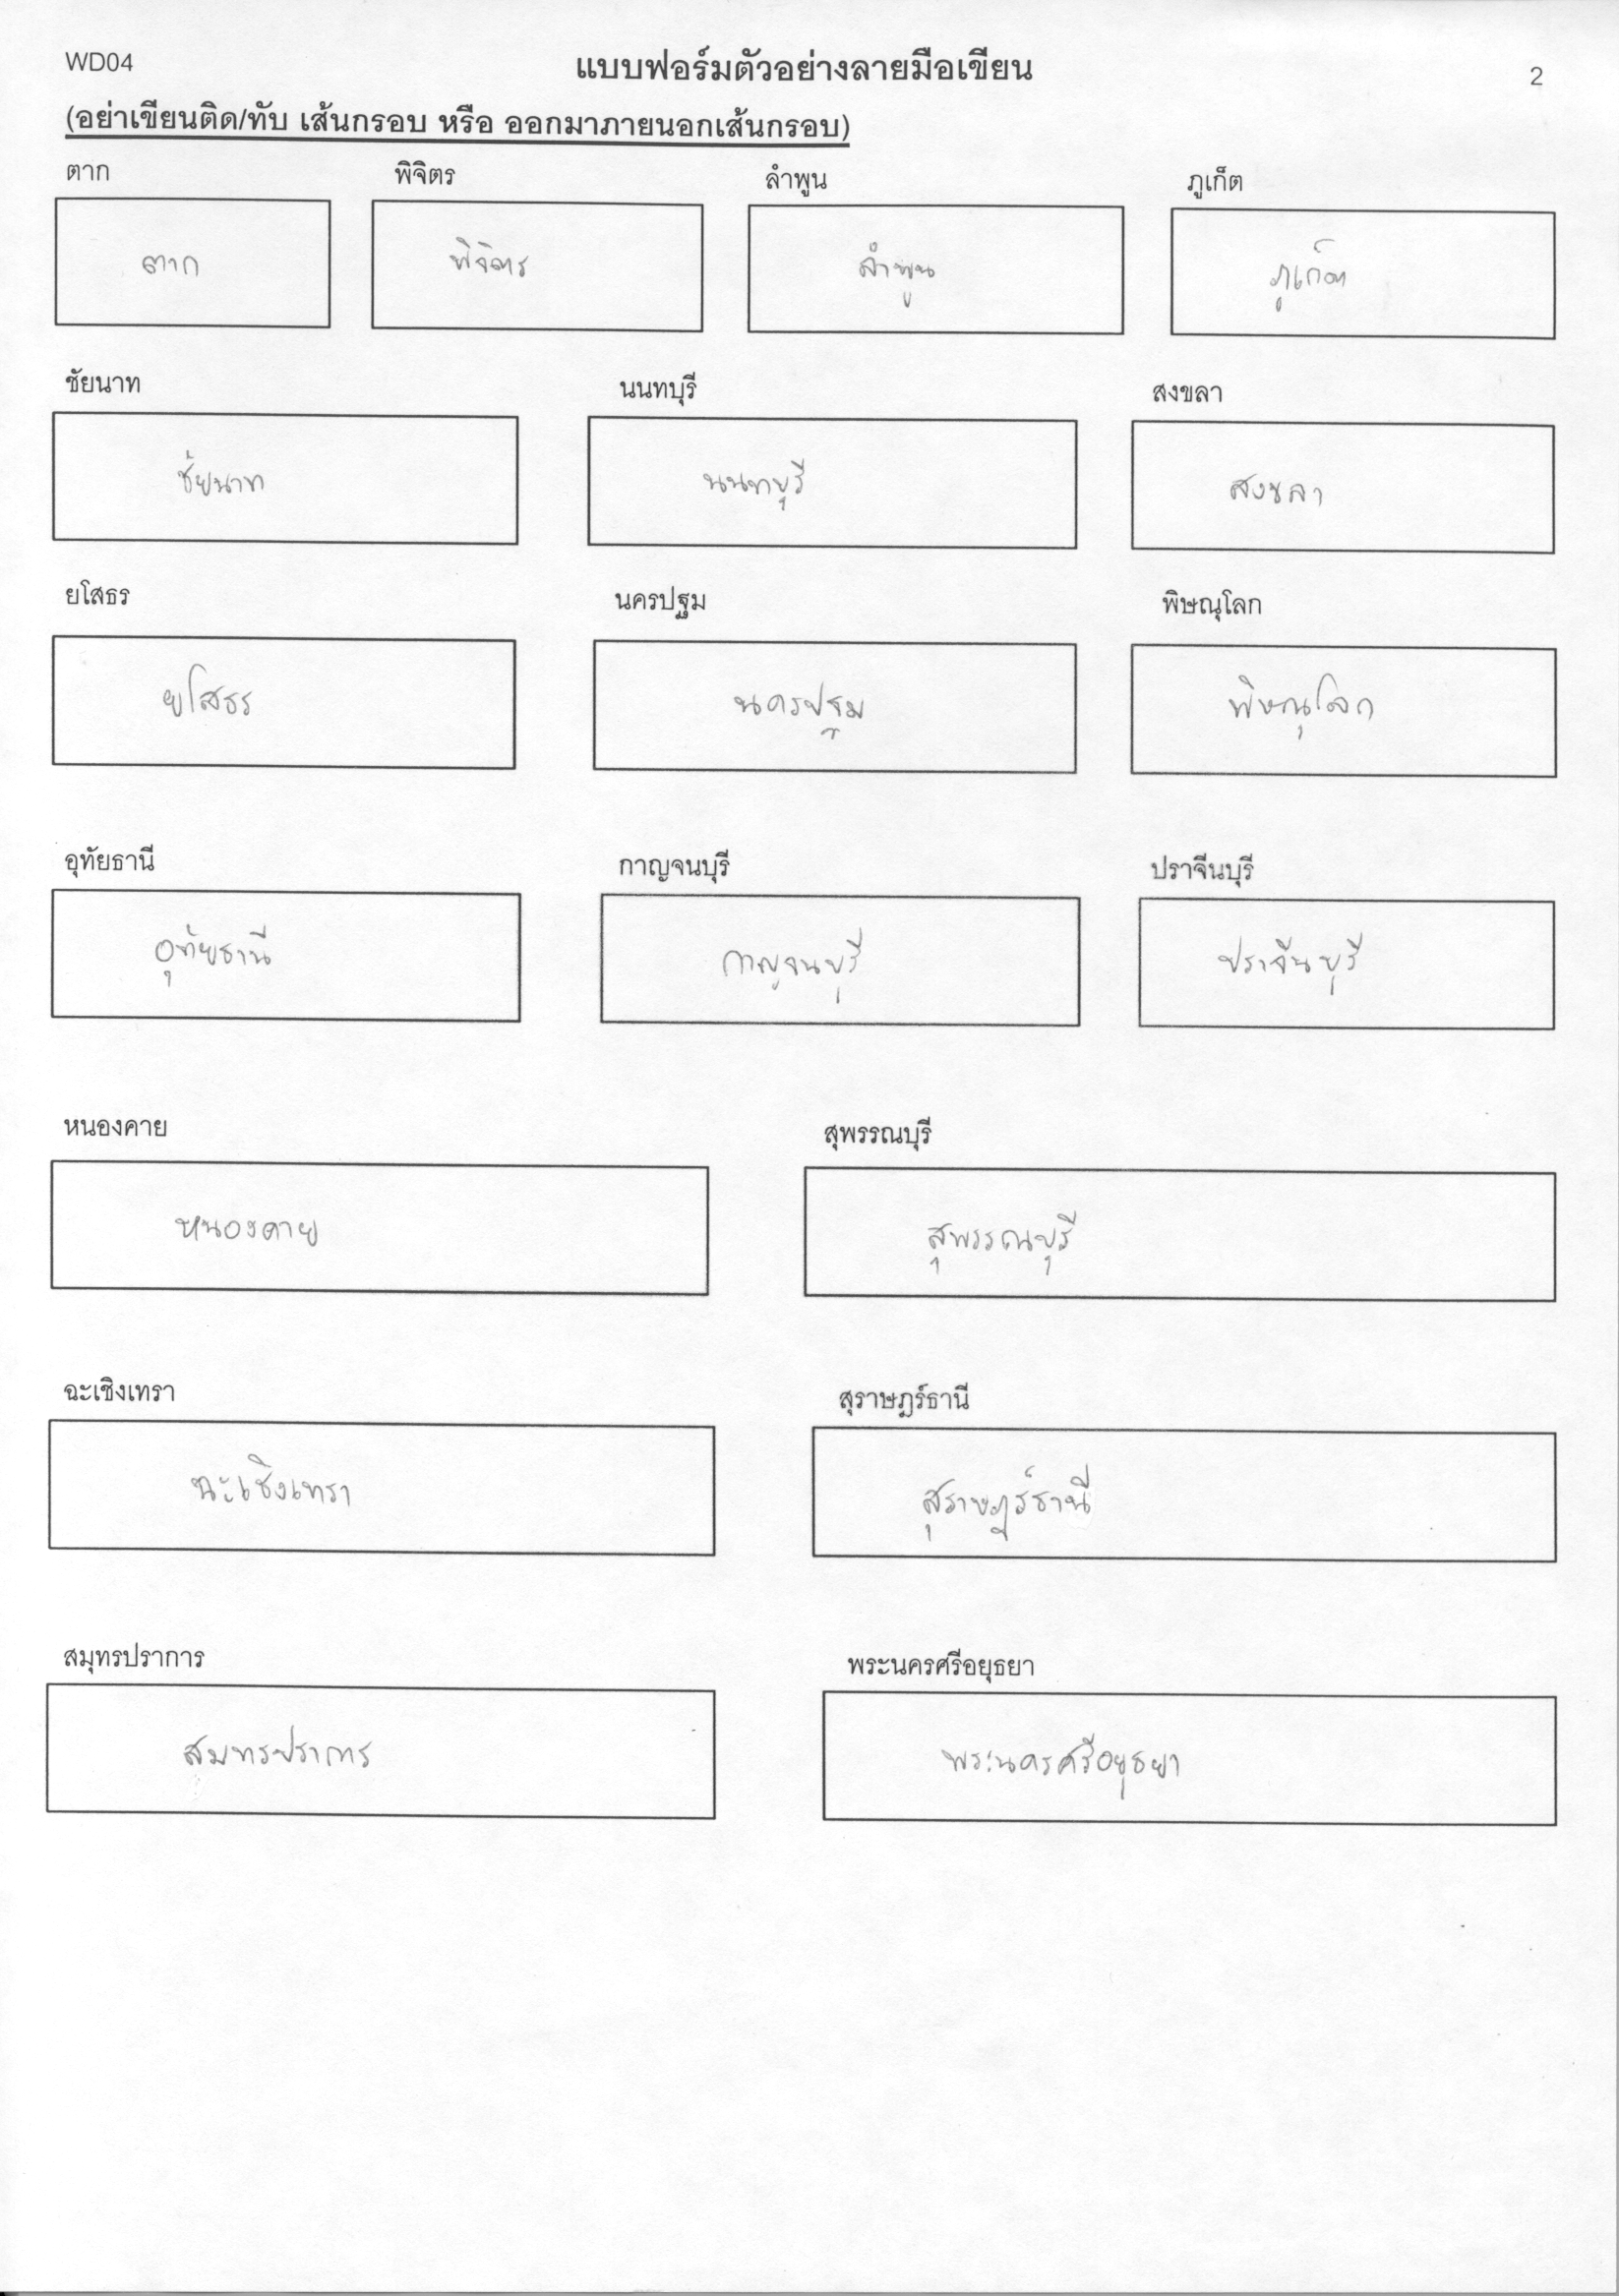 WD04 แบบฟอร์มตัวอย่างลายมือเขียน 2
(อย่าเขียนติด/ทับ เส้นกรอบ หรือ ออกมาภายนอกเส้นกรอบ)
ตาก พิจิตร ลำพูน ภูเก็ต
ตาก พิจิตร ลำพูน ภูเก็ต
ชัยนาท นนทบุรี สงขลา
ชัยนาท นนทบุรี สงขลา
ยโสธร นครปฐม พิษณุโลก
ยโสธร นครปฐม พิษณุโลก
อุทัยธานี กาญจนบุรี ปราจีนบุรี
อุทัยธานี กาญจนบุรี ปราจีนบุรี
หนองคาย สุพรรณบุรี
หนองคาย สุพรรณบุรี
ฉะเชิงเทรา สุราษฎร์ธานี
ฉะเชิงเทรา สุราษฎร์ธานี
สมุทรปราการ พระนครศรีอยุธยา
สมทรปราการ พระนครศรีอยุธยา